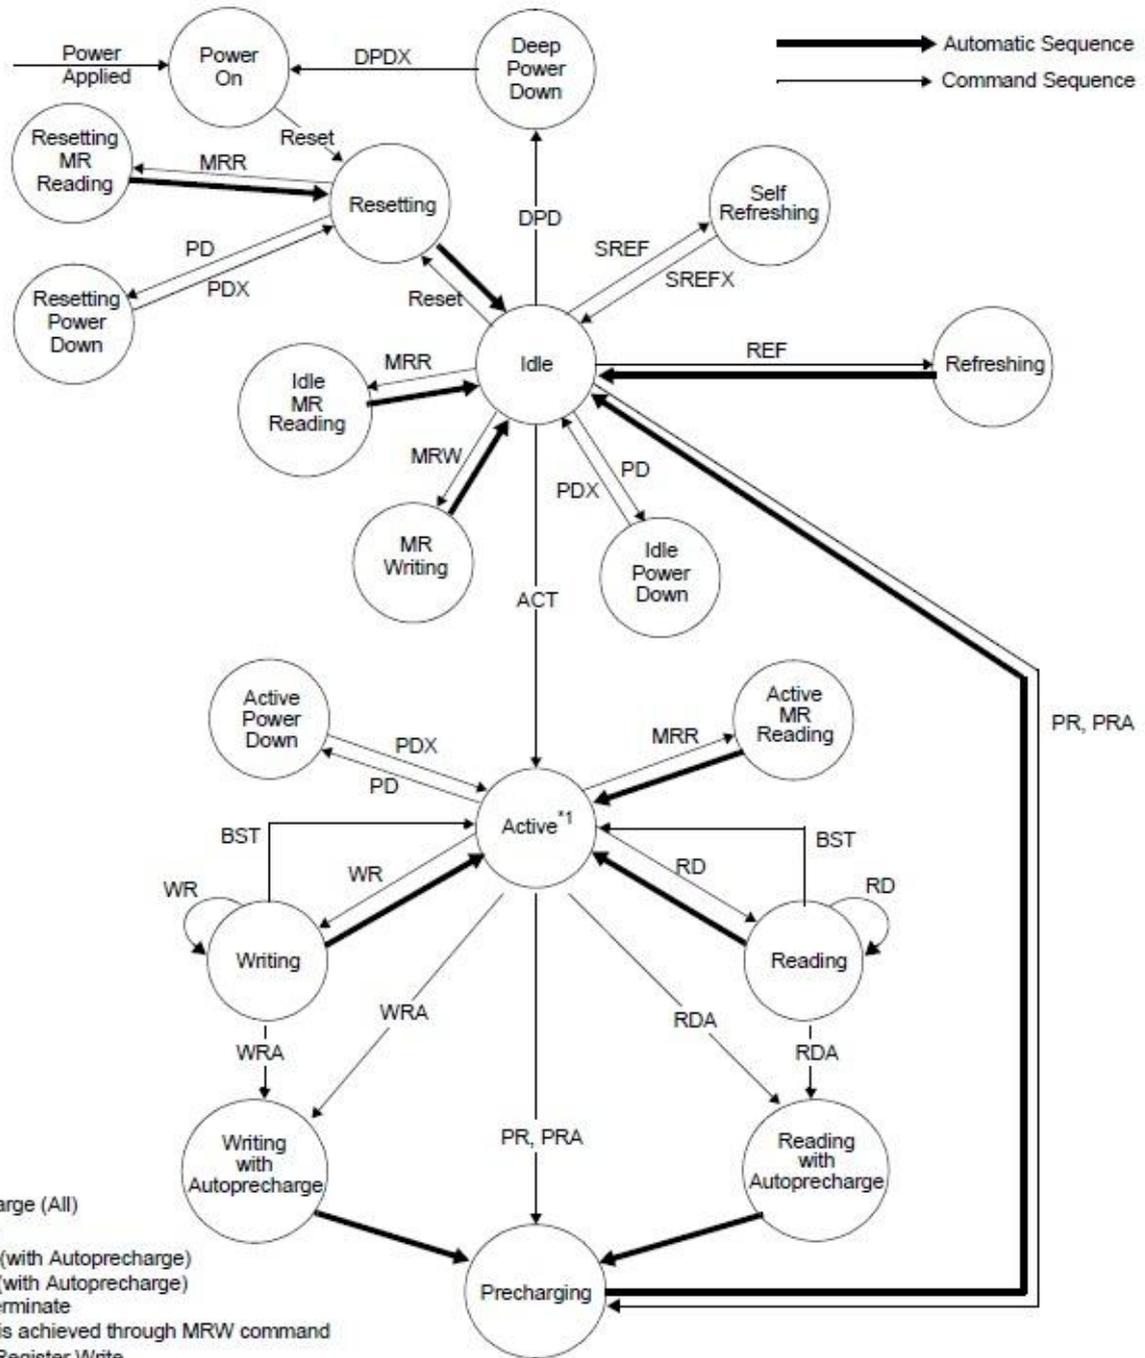 Power
Applied
Power
On
DPDX
Deep
Power
Down
Automatic Sequence
Command Sequence
Reset
Resetting
MR
Reading
MRR
Resetting
Self
Refreshing
DPD
SREF
SREFX
PD
PDX
Resetting
Power
Down
Reset
Idle
REF
Refreshing
MRR
Idle
MR
Reading
MRW
PD
PDX
MR
Writing
Idle
Power
Down
ACT
Active
Power
Down
Active
MR
Reading
PR, PRA
PDX
MRR
PD
Active*1
BST
BST
WR
WR
RD
RD
Writing
Reading
WRA
RDA
WRA
RDA
Writing
with
Autoprecharge
PR, PRA
Reading
with
Autoprecharge
arge (All)
(with Autoprecharge)
(with Autoprecharge)
erminate
is achieved through MRW command
Register Write
Precharging